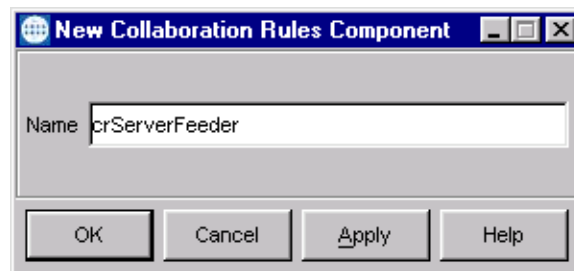 New Collaboration Rules Component
Name crServerFeeder
OK Cancel Apply Help